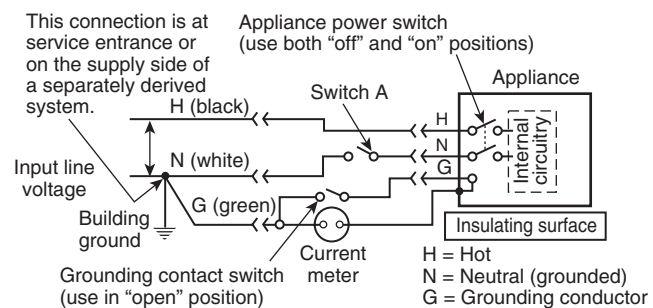 This connection is at
service entrance or
on the supply side of
a separately derived
system.
Appliance power switch
(use both “off” and “on” positions)
Appliance
Switch A
H (black)
H
N (white)
N
G
Internal
circuitry
Input line
voltage
G (green)
Building
ground
Insulating surface
Current
meter
Grounding contact switch
(use in “open” position)
H = Hot
N = Neutral (grounded)
G = Grounding conductor